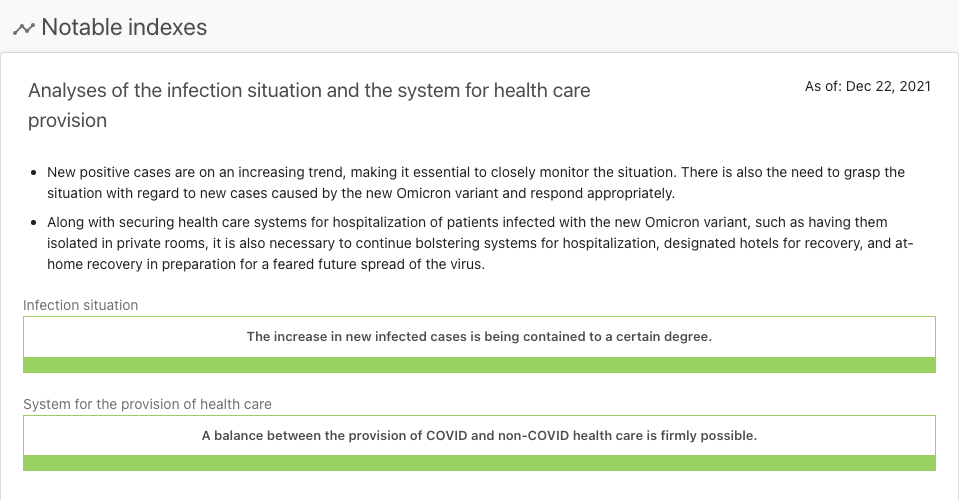 Notable indexes
Analyses of the infection situation and the system for health care
provision
As of: Dec 22, 2021
New positive cases are on an increasing trend, making it essential to closely monitor the situation. There is also the need to grasp the
situation with regard to new cases caused by the new Omicron variant and respond appropriately.
Along with securing health care systems for hospitalization of patients infected with the new Omicron variant, such as having them
isolated in private rooms, it is also necessary to continue bolstering systems for hospitalization, designated hotels for recovery, and at-
home recovery in preparation for a feared future spread of the virus.
Infection situation
The increase in new infected cases is being contained to a certain degree.
System for the provision of health care
A balance between the provision of COVID and non-COVID health care is firmly possible.